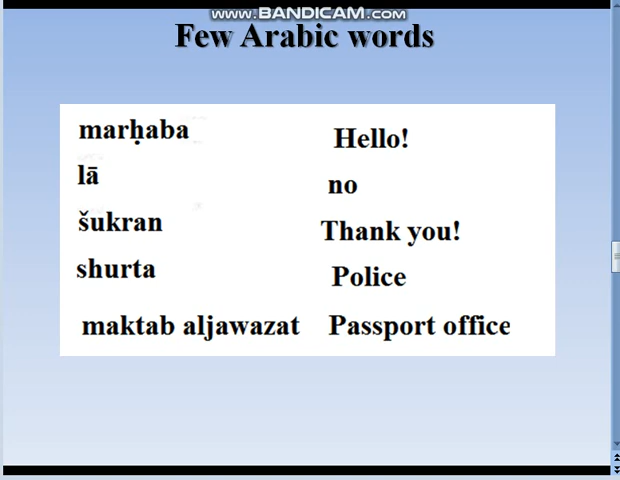 www.BANDICAM.com
Few Arabic words
marḥaba Hello!
lā no
šukran Thank you!
shurta Police
maktab aljawazat Passport office